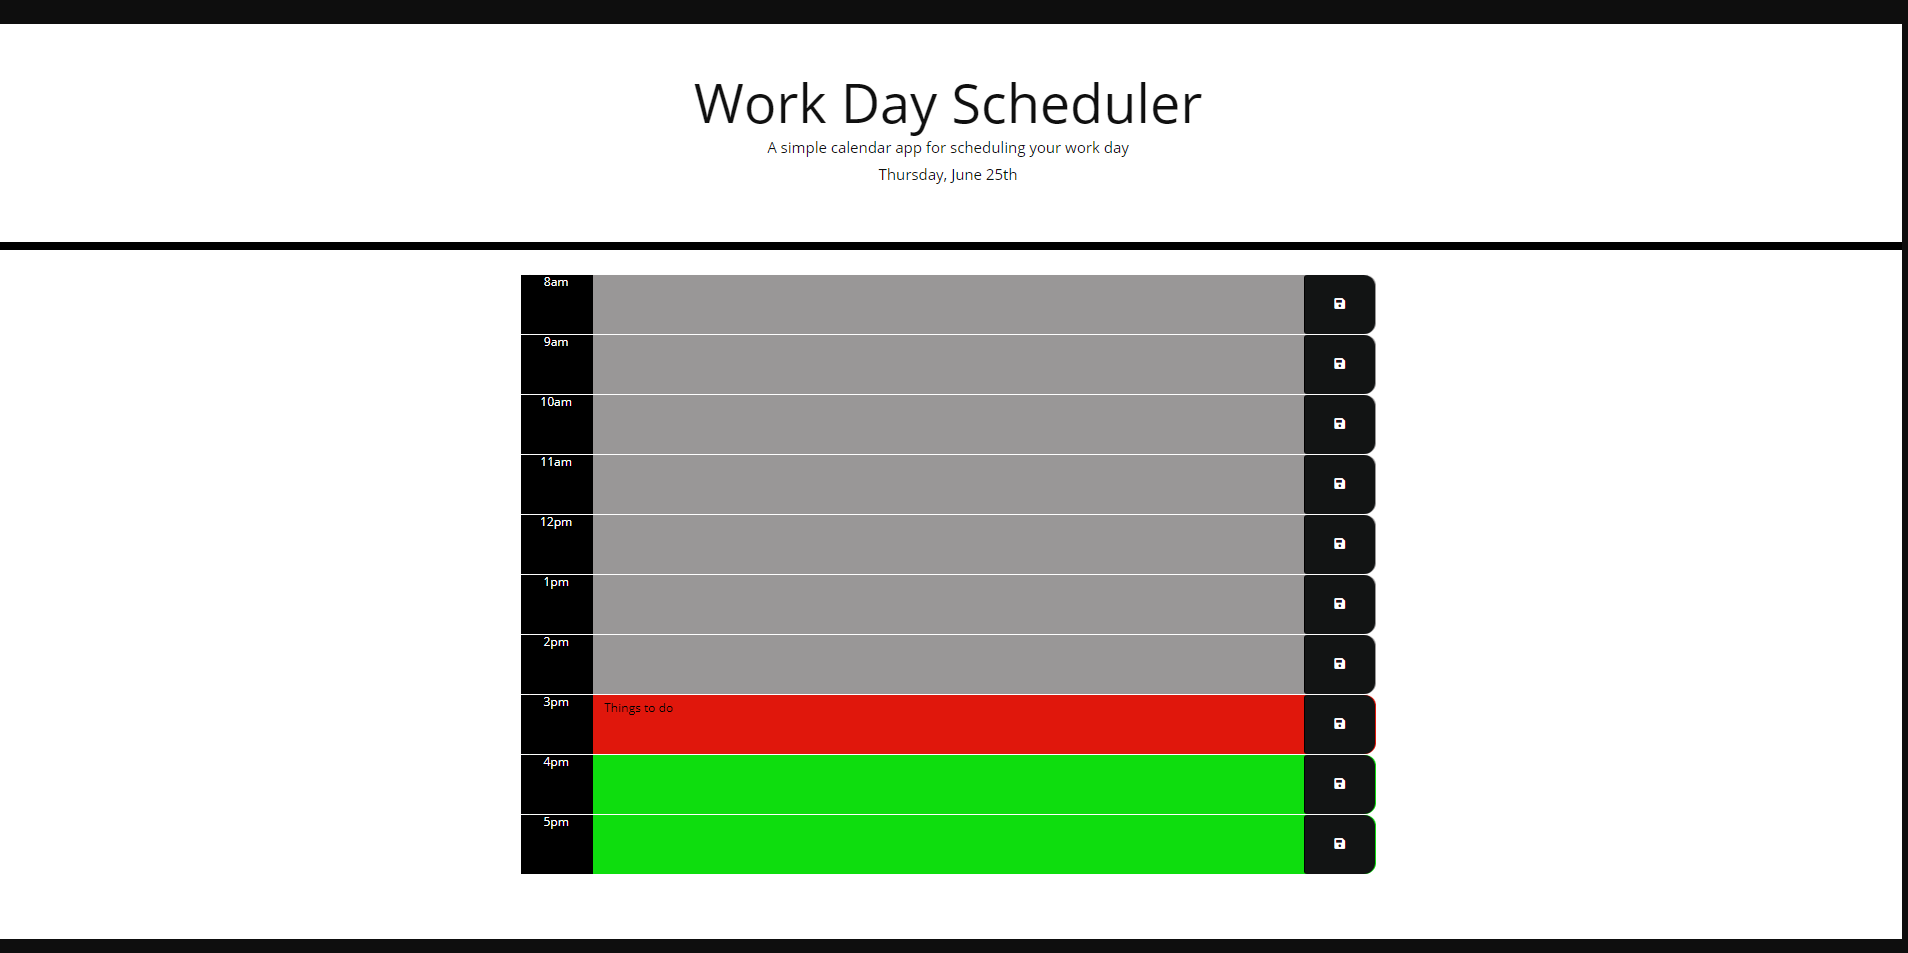 Work Day Scheduler
A simple calendar app for scheduling your work day
Thursday, June 25th
8am
9am
10am
11am
12pm
1pm
2pm
3pm
Things to do
4pm
5pm